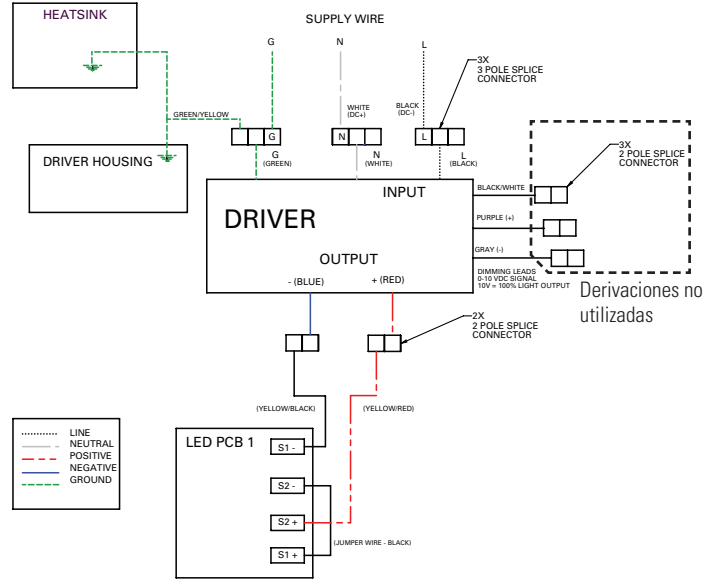 HEATSINK
SUPPLY WIRE
G
N
L
3X
3 POLE SPLICE
CONNECTOR
WHITE
(DC+)
BLACK
(DC-)
GREEN/YELLOW
G
N
L
G
(GREEN)
N
(WHITE)
L
(BLACK)
DRIVER HOUSING
3X
2 POLE SPLICE
CONNECTOR
INPUT
DRIVER
OUTPUT
- (BLUE)
+ (RED)
BLACK/WHITE
PURPLE (+)
GRAY (-)
DIMMING LEADS
0-10 VDC SIGNAL
10V = 100% LIGHT OUTPUT
Derivaciones no
utilizadas
2X
2 POLE SPLICE
CONNECTOR
(YELLOW/BLACK)
(YELLOW/RED)
LINE
NEUTRAL
POSITIVE
NEGATIVE
GROUND
LED PCB 1
S1 -
S2 -
S2 +
S1 +
(JUMPER WIRE - BLACK)